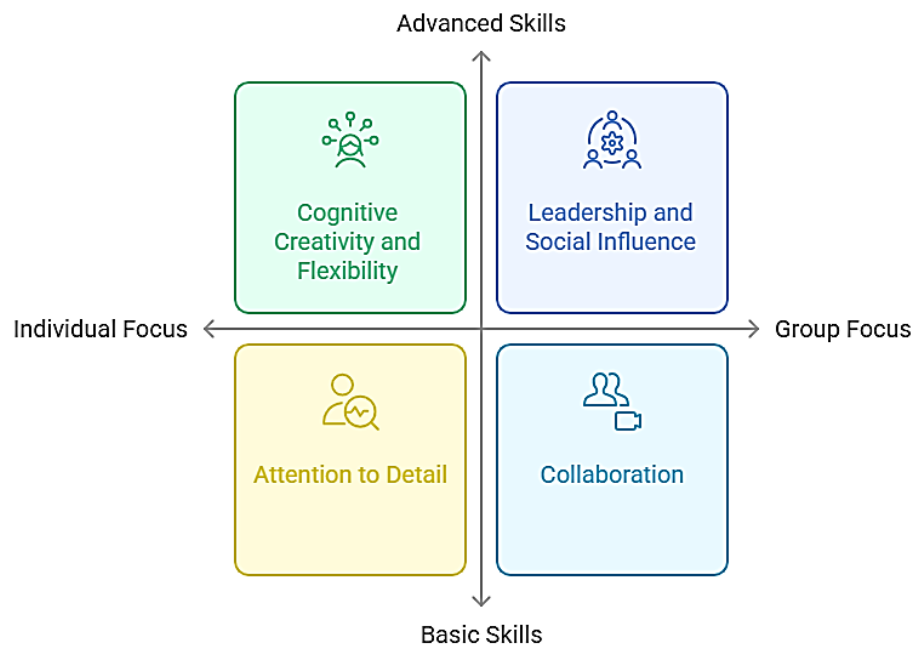 Advanced Skills
Cognitive
Creativity and
Flexibility
Leadership and
Social Influence
Individual Focus
Group Focus
Attention to Detail
Collaboration
Basic Skills